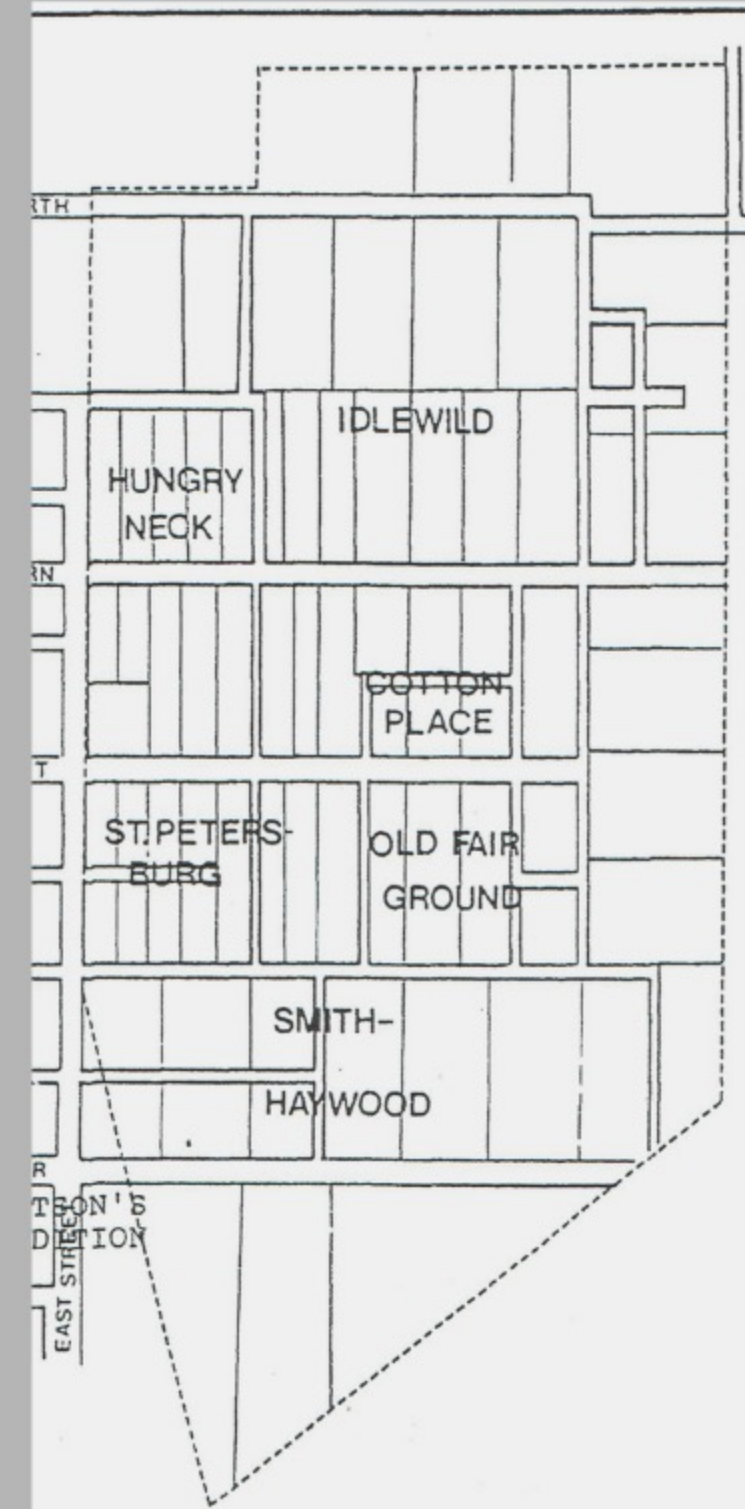 RTH
IDLEWILD
HUNGRY
NECK
RN
COTTON
PLACE
T
ST. PETERS-
BURG
OLD FAIR
GROUND
SMITH-
HAYWOOD
R
TSON'S
DITION
EAST STREET